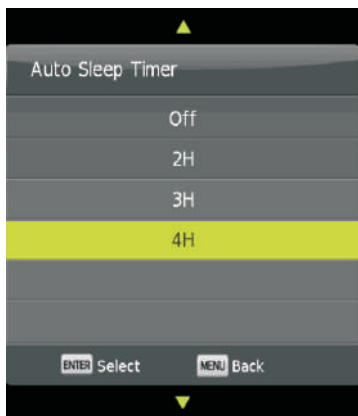 Auto Sleep Timer
Off
2H
3H
4H
ENTER Select MENU Back